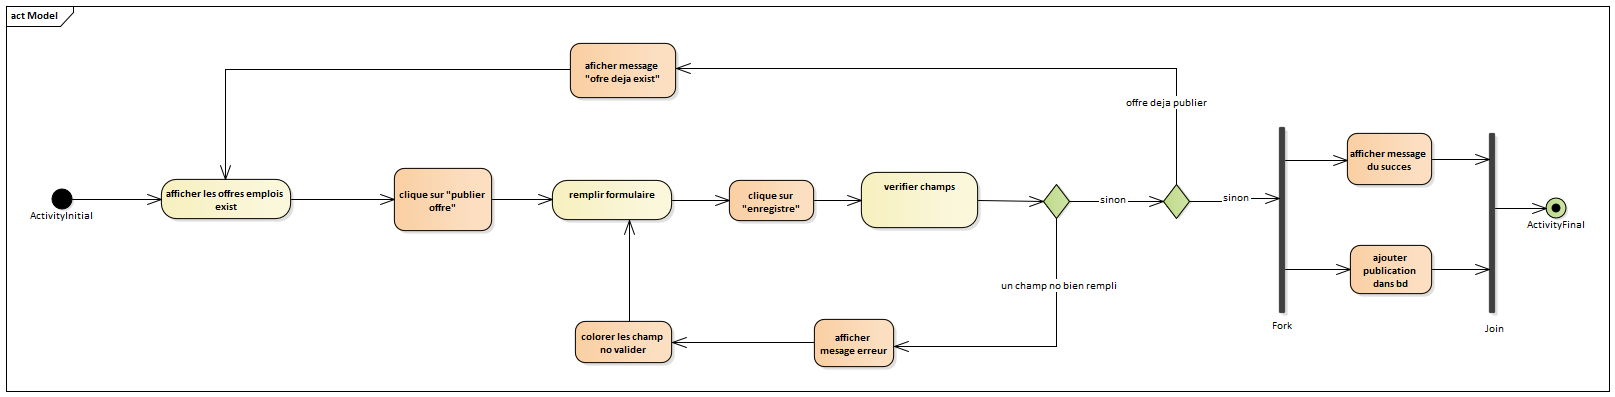 act Model
aficher message
"ofre deja exist"
offre deja publier
ActivityInitial
afficher les offres emplois
exist
clique sur "publier
offre"
remplir formulaire
clique sur
"enregistre"
verifier champs
sinon
sinon
afficher message
du succes
ajouter
publication
dans bd
ActivityFinal
un champ no bien rempli
colorer les champ
no valider
afficher
mesage erreur
Fork
Join